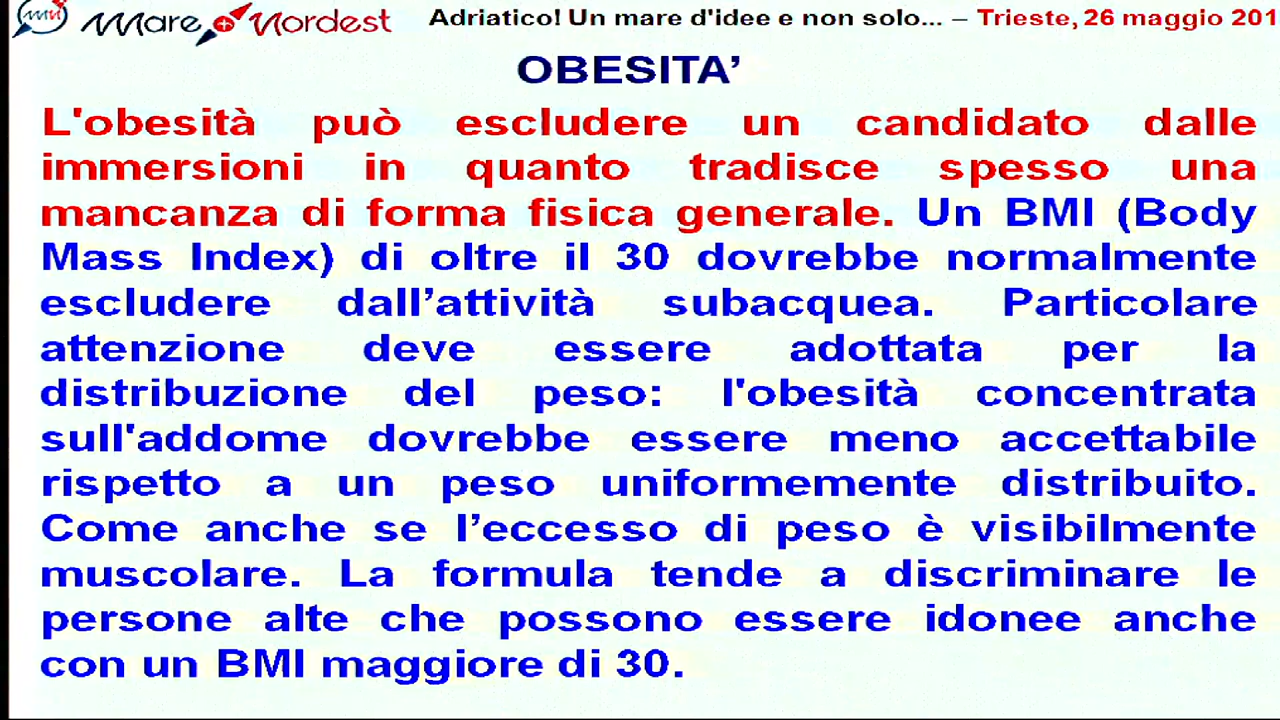 Mare Nordest Adriatico! Un mare d'idee e non solo... – Trieste, 26 maggio 201
OBESITA’
L'obesità può escludere un candidato dalle
immersioni in quanto tradisce spesso una
mancanza di forma fisica generale. Un BMI (Body
Mass Index) di oltre il 30 dovrebbe normalmente
escludere dall’attività subacquea. Particolare
attenzione deve essere adottata per la
distribuzione del peso: l'obesità concentrata
sull'addome dovrebbe essere meno accettabile
rispetto a un peso uniformemente distribuito.
Come anche se l’eccesso di peso è visibilmente
muscolare. La formula tende a discriminare le
persone alte che possono essere idonee anche
con un BMI maggiore di 30.